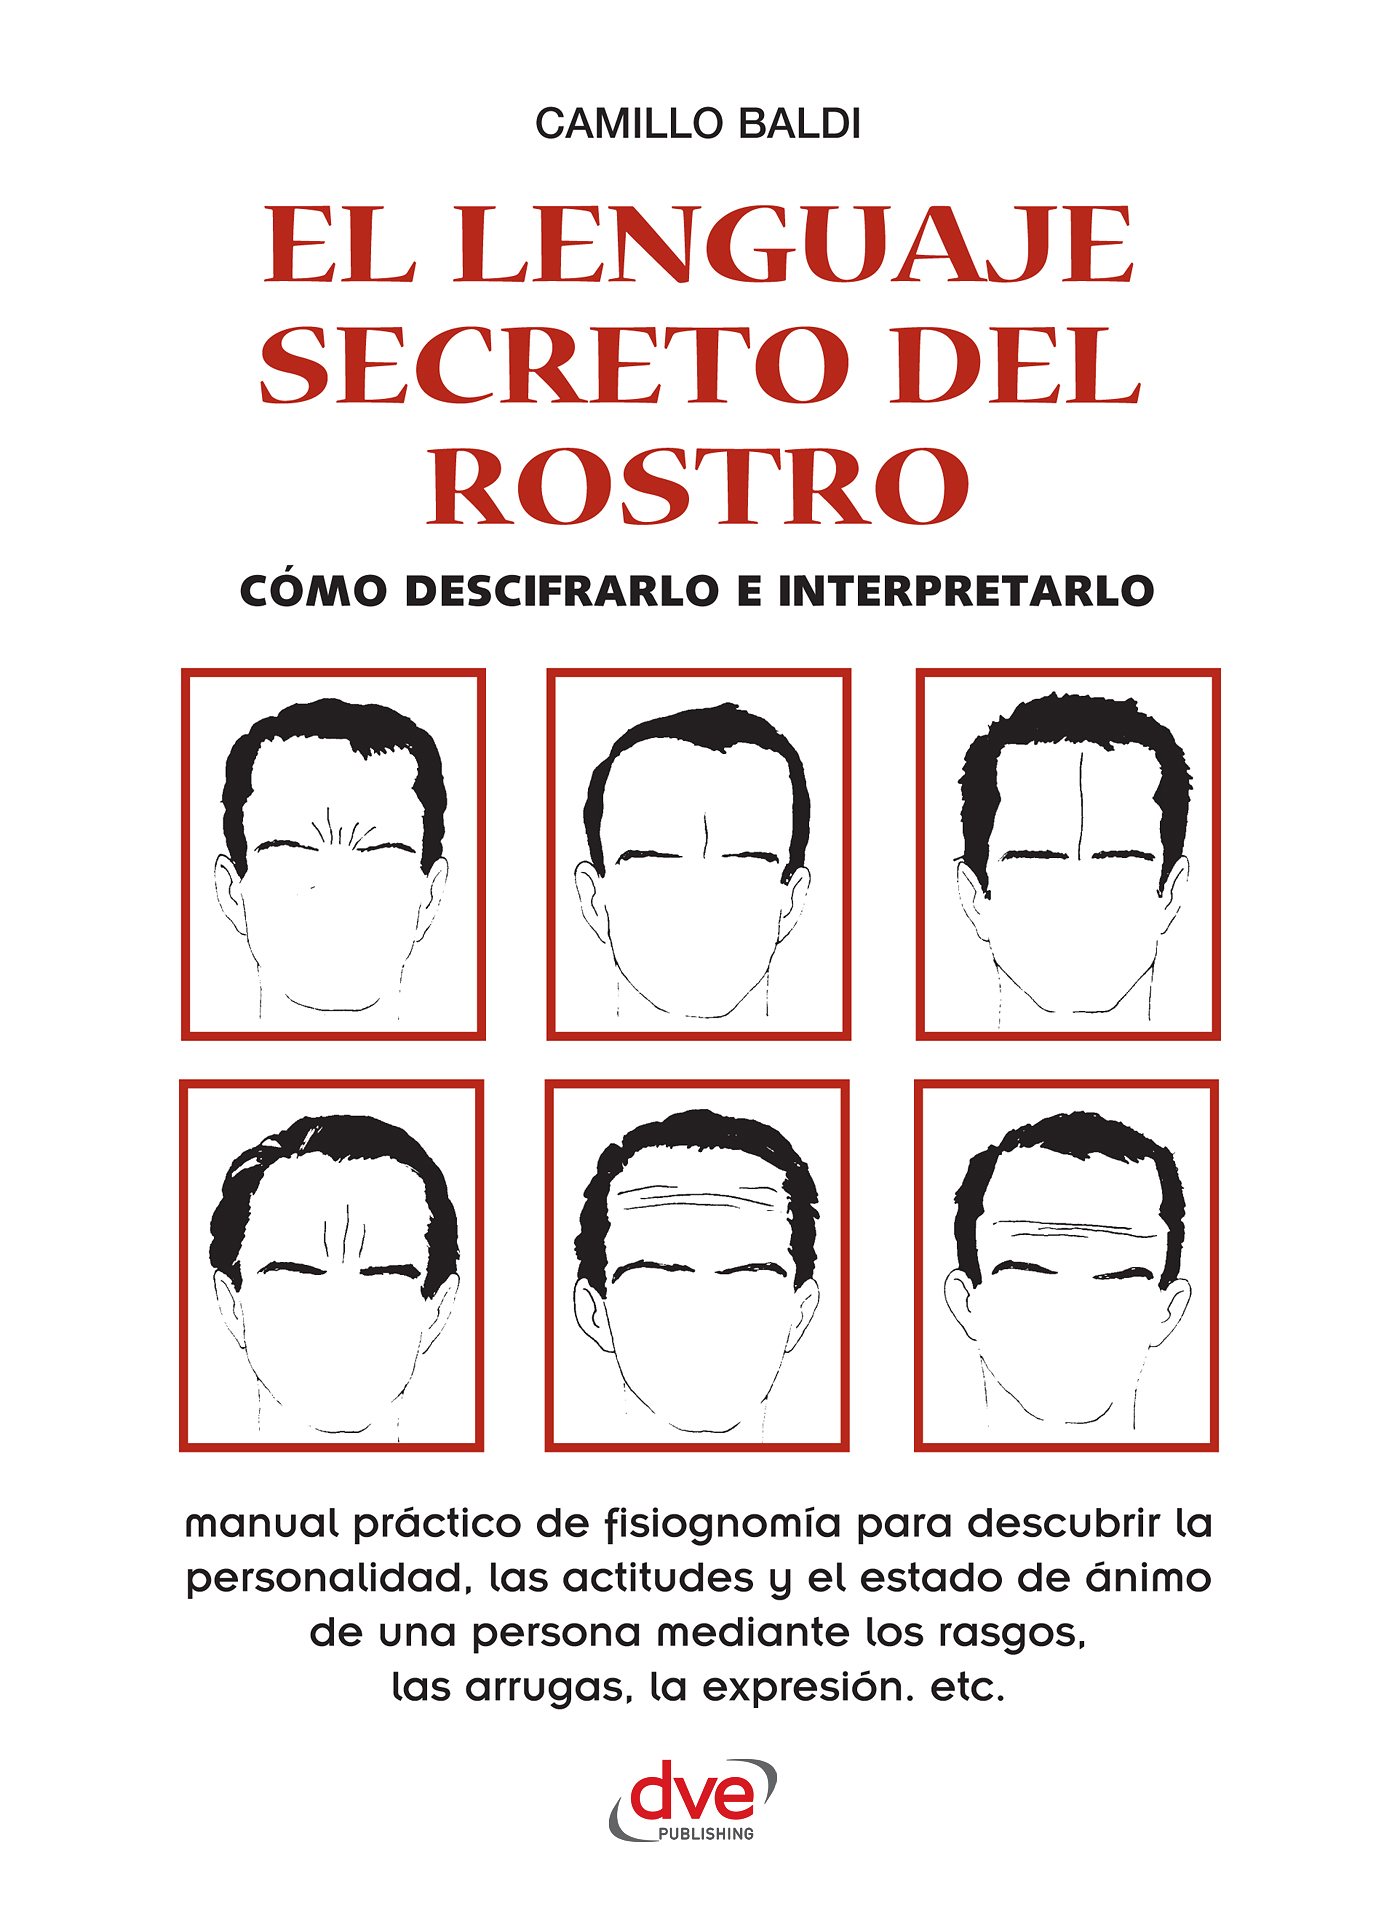 CAMILLO BALDI
EL LENGUAJE
SECRETO DEL
ROSTRO
CÓMO DESCIFRARLO E INTERPRETARLO
manual práctico de fisiognomía para descubrir la
personalidad, las actitudes y el estado de ánimo
de una persona mediante los rasgos,
las arrugas, la expresión. etc.
dve
PUBLISHING